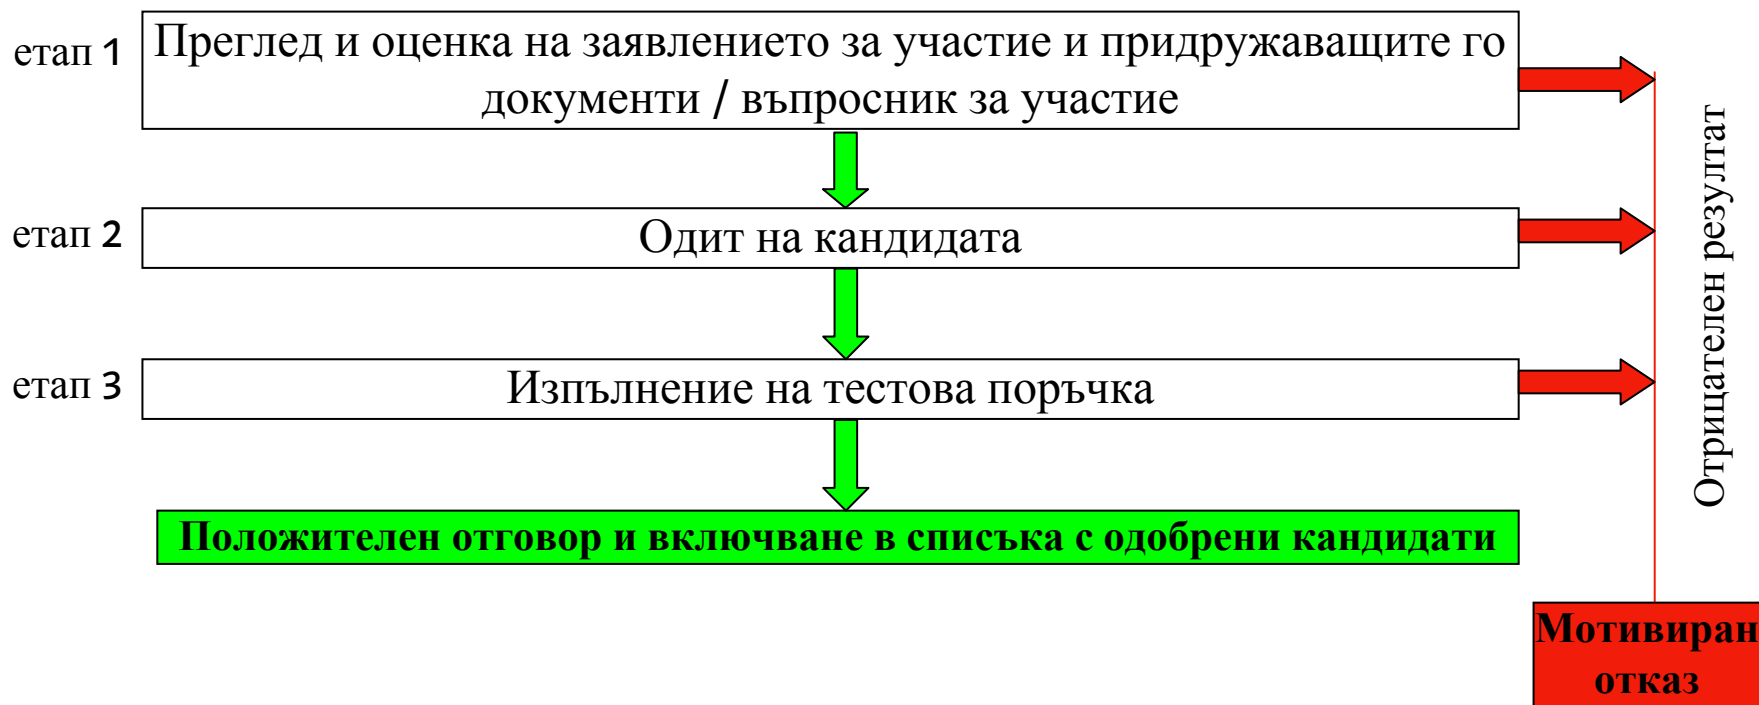 етап 1
Преглед и оценка на заявлението за участие и придружаващите го
документи / въпросник за участие
етап 2
Одит на кандидата
етап 3
Изпълнение на тестова поръчка
Положителен отговор и включване в списъка с одобрени кандидати
Отрицателен резултат
Мотивиран
отказ